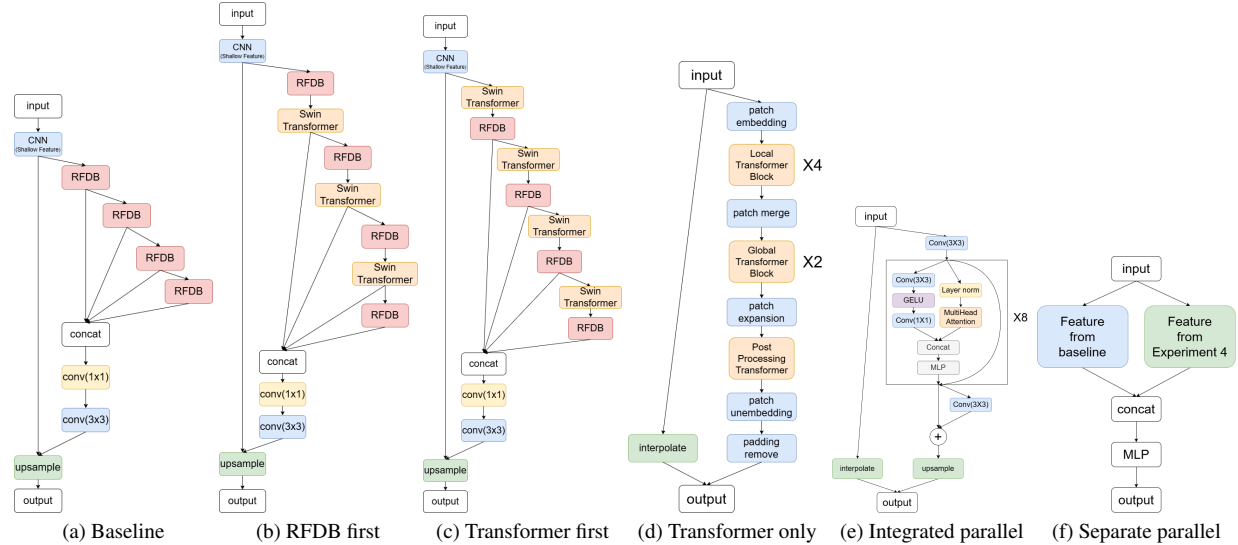 input
CNN
(Shallow Feature)
RFDB
RFDB
RFDB
RFDB
concat
conv(1x1)
conv(3x3)
upsample
output
(a) Baseline
input
CNN
(Shallow Feature)
RFDB
Swin
Transformer
RFDB
Swin
Transformer
RFDB
Swin
Transformer
RFDB
concat
conv(1x1)
conv(3x3)
upsample
output
(b) RFDB first
input
CNN
(Shallow Feature)
Swin
Transformer
RFDB
Swin
Transformer
RFDB
Swin
Transformer
RFDB
Swin
Transformer
RFDB
concat
conv(1x1)
conv(3x3)
upsample
output
(c) Transformer first
input
patch
embedding
Local
Transformer
Block
X4
patch merge
Global
Transformer
Block
X2
patch
expansion
Post
Processing
Transformer
patch
unembedding
padding
remove
interpolate
output
(d) Transformer only
input
Conv(3X3)
Conv(3X3)
GELU
Conv(1X1)
Layer norm
MultiHead
Attention
Concat
MLP
X8
Conv(3X3)
+
interpolate
upsample
output
(e) Integrated parallel
input
Feature
from
baseline
Feature
from
Experiment 4
concat
MLP
output
(f) Separate parallel